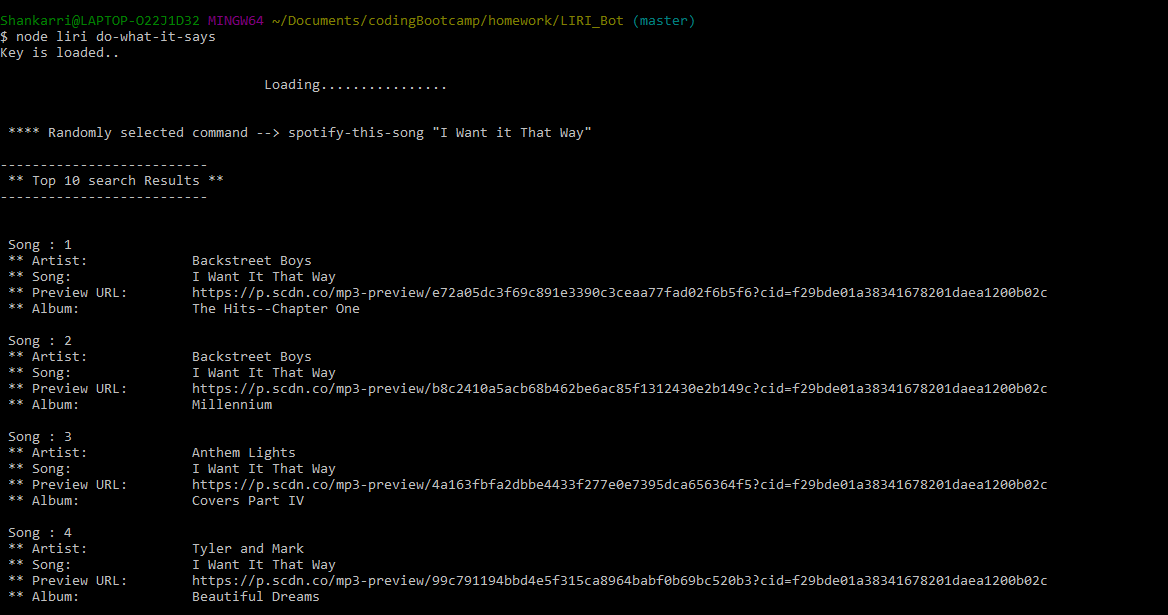 Shankarri@LAPTOP-O22J1D32 MINGW64 ~/Documents/codingBootcamp/homework/LIRI_Bot (master)
$ node liri do-what-it-says
Key is loaded..
Loading................
**** Randomly selected command --> spotify-this-song "I Want it That Way"
--------------------------
** Top 10 search Results **
--------------------------
Song : 1
** Artist: Backstreet Boys
** Song: I Want It That Way
** Preview URL: https://p.scdn.co/mp3-preview/e72a05dc3f69c891e3390c3ceaa77fad02f6b5f6?cid=f29bde01a38341678201daea1200b02c
** Album: The Hits--Chapter One
Song : 2
** Artist: Backstreet Boys
** Song: I Want It That Way
** Preview URL: https://p.scdn.co/mp3-preview/b8c2410a5acb68b462be6ac85f1312430e2b149c?cid=f29bde01a38341678201daea1200b02c
** Album: Millennium
Song : 3
** Artist: Anthem Lights
** Song: I Want It That Way
** Preview URL: https://p.scdn.co/mp3-preview/4a163fbfa2dbbe4433f277e0e7395dca656364f5?cid=f29bde01a38341678201daea1200b02c
** Album: Covers Part IV
Song : 4
** Artist: Tyler and Mark
** Song: I Want It That Way
** Preview URL: https://p.scdn.co/mp3-preview/99c791194bbd4e5f315ca8964babf0b69bc520b3?cid=f29bde01a38341678201daea1200b02c
** Album: Beautiful Dreams